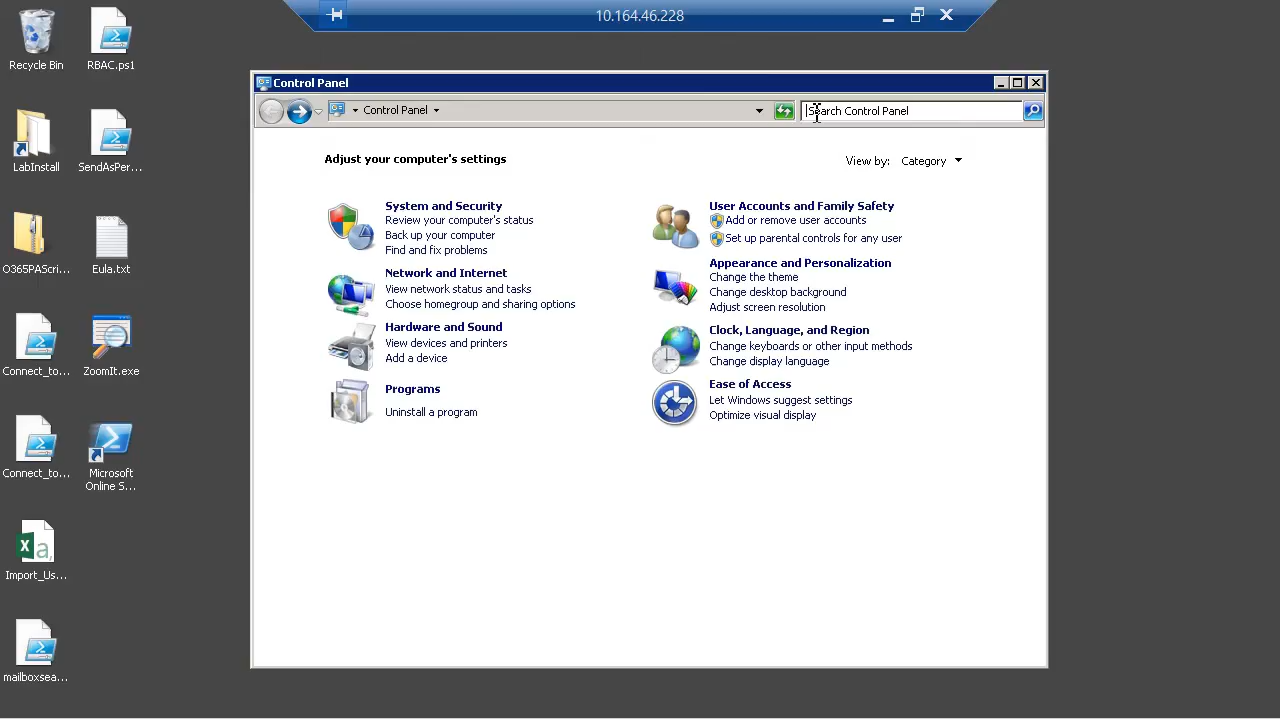 10.164.46.228
Recycle Bin
RBAC.ps1
LabInstall
SendAsPer...
O365PAScri...
Eula.txt
Connect_to...
ZoomIt.exe
Connect_to...
Microsoft
Online S...
Import_Us...
mailboxsea...
Control Panel
Control Panel
Search Control Panel
Adjust your computer's settings
View by: Category
System and Security
Review your computer's status
Back up your computer
Find and fix problems
Network and Internet
View network status and tasks
Choose homegroup and sharing options
Hardware and Sound
View devices and printers
Add a device
Programs
Uninstall a program
User Accounts and Family Safety
Add or remove user accounts
Set up parental controls for any user
Appearance and Personalization
Change the theme
Change desktop background
Adjust screen resolution
Clock, Language, and Region
Change keyboards or other input methods
Change display language
Ease of Access
Let Windows suggest settings
Optimize visual display